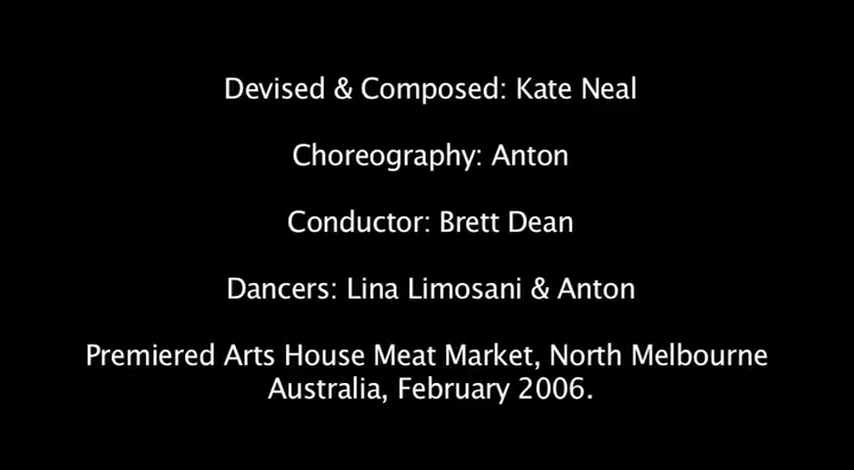 Devised & Composed: Kate Neal
Choreography: Anton
Conductor: Brett Dean
Dancers: Lina Limosani & Anton
Premiered Arts House Meat Market, North Melbourne
Australia, February 2006.